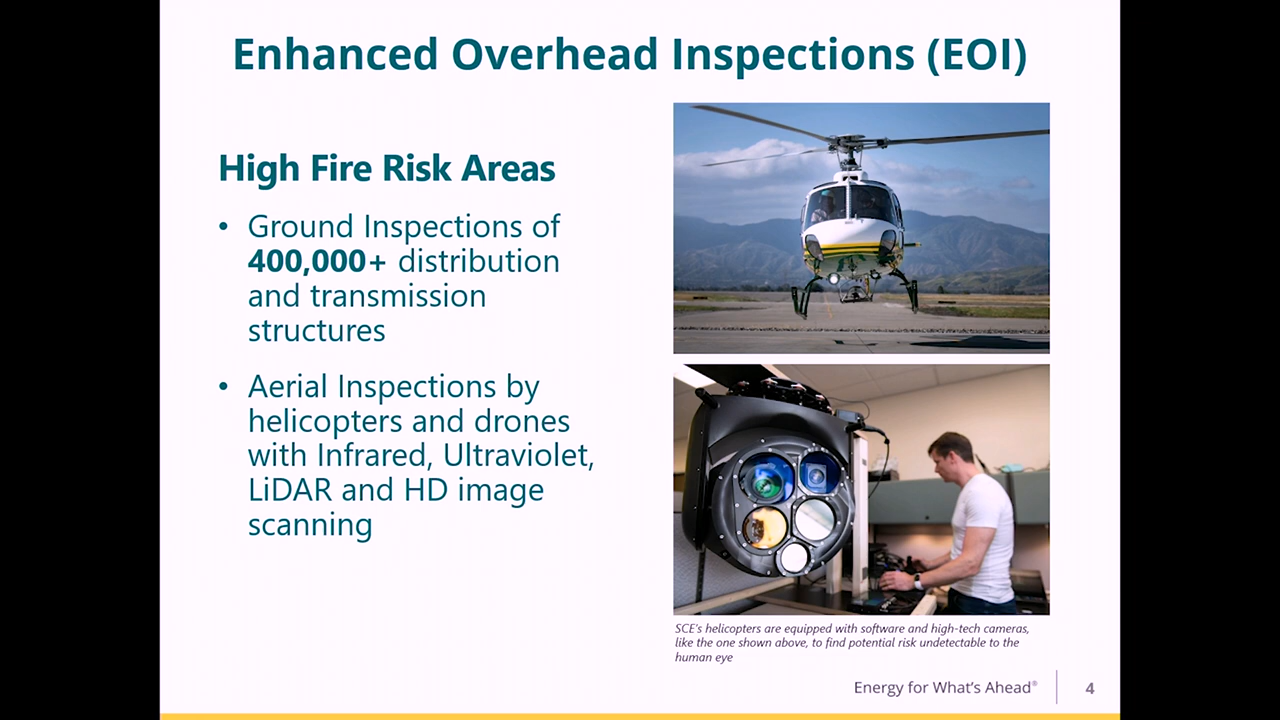 Enhanced Overhead Inspections (EOI)
High Fire Risk Areas
• Ground Inspections of
400,000+ distribution
and transmission
structures
• Aerial Inspections by
helicopters and drones
with Infrared, Ultraviolet,
LiDAR and HD image
scanning
SCE's helicopters are equipped with software and high-tech cameras,
like the one shown above, to find potential risk undetectable to the
human eye
Energy for What's Ahead®
4